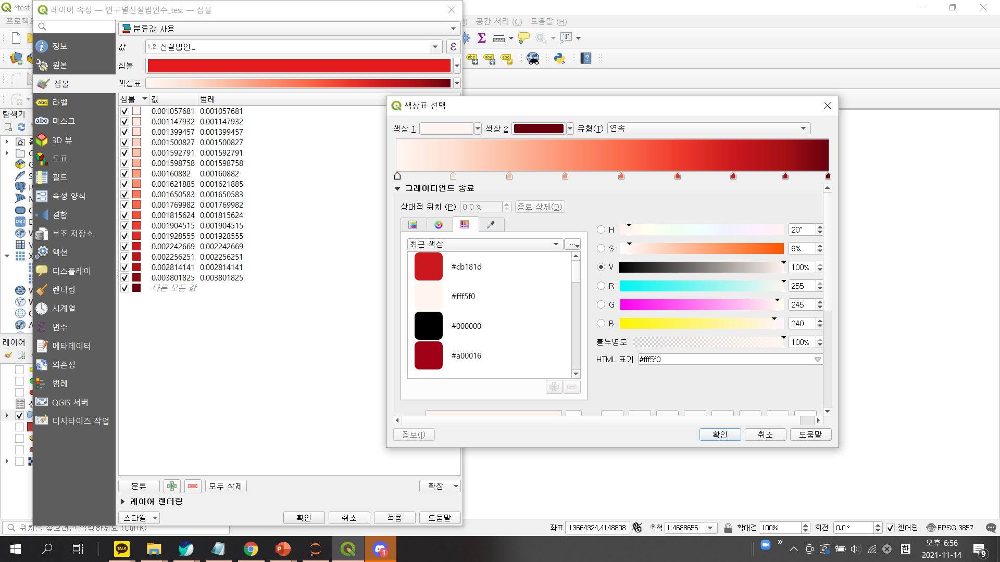 *test
레이어 속성 — 인구별신설법인수_test — 심볼
프로젝트
공간 처리 (C)
도움말 (H)
분류값 사용
값
1.2 신설법인_
ε
심볼
색상표
정보
원본
심볼
라벨
마스크
3D 뷰
도표
필드
속성 양식
결합
보조 저장소
액션
디스플레이
렌더링
시계열
변수
메타데이터
의존성
범례
QGIS 서버
디지타이즈 작업
탐색기
레이어
심볼 값 범례
0.001057681 0.001057681
0.001147932 0.001147932
0.001399457 0.001399457
0.001500827 0.001500827
0.001592791 0.001592791
0.001598758 0.001598758
0.00160882 0.00160882
0.001621885 0.001621885
0.001650583 0.001650583
0.001769982 0.001769982
0.001815624 0.001815624
0.001904515 0.001904515
0.001928555 0.001928555
0.002242669 0.002242669
0.002256251 0.002256251
0.002814141 0.002814141
0.003801825 0.003801825
다른 모든 값
분류
모두 삭제
확장
레이어 렌더링
스타일
확인
취소
적용
도움말
색상표 선택
색상 1
색상 2
유형(T)
연속
그레이디언트 종료
상대적 위치 (P)
0.0 %
종료 삭제(D)
최근 색상
...
#cb181d
#fff5f0
#000000
#a00016
H 20°
S 6%
V 100%
R 255
G 245
B 240
불투명도 100%
HTML 표기 #fff5f0
정보(I)
확인
취소
도움말
위치를 찾으려면 입력하세요 (Ctrl+K)
좌표 13664324,4148808
축척 1:4688656
확대경 100%
회전 0.0 °
렌더링
EPSG:3857
TALK
1
한
오후 6:56
2021-11-14
9